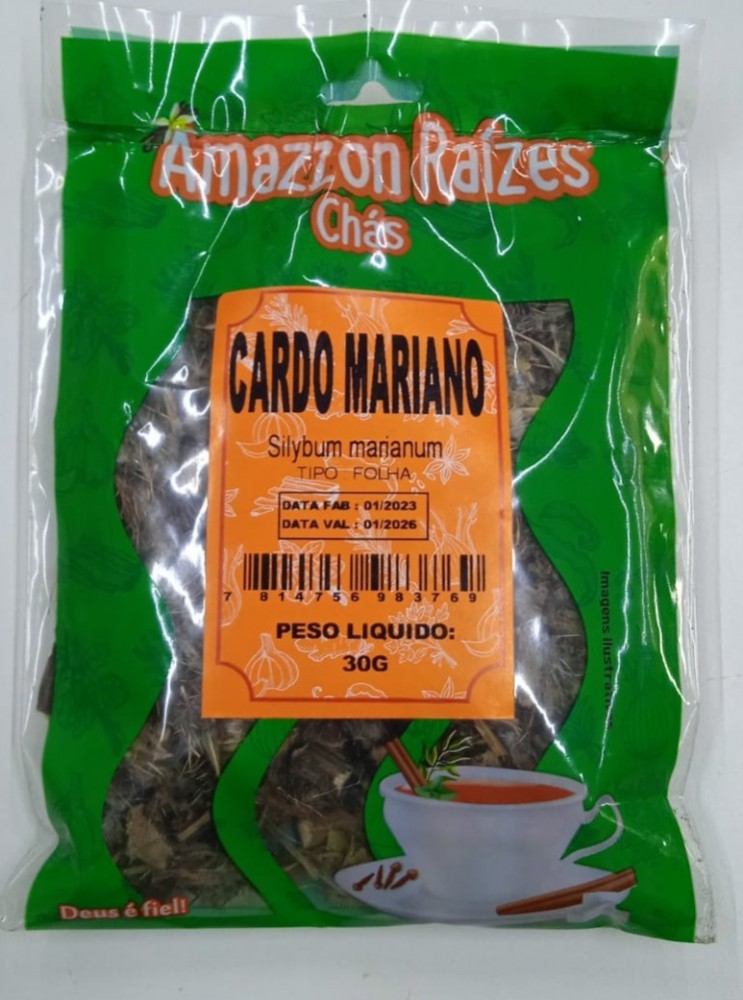 Amazzon Raízes
Chás
CARDO MARIANO
Silybum marianum
TIPO FOLHA
DATA FAB : 01/2023
DATA VAL : 01/2026
7 814756 983769
PESO LIQUIDO:
30G
Imagens Ilustrativas
Deus é fiel!